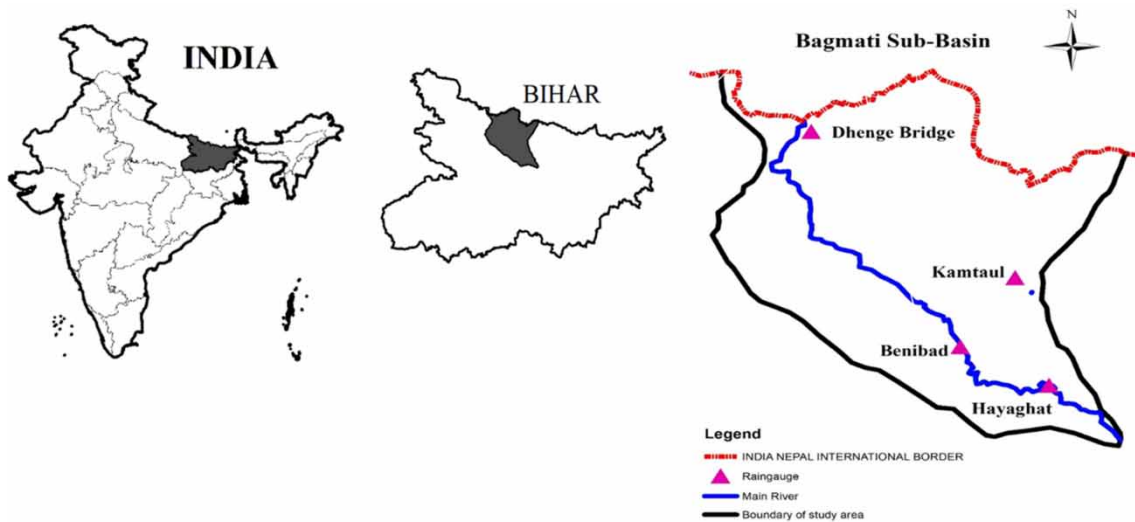 INDIA
BIHAR
Bagmati Sub-Basin
N
Dhenge Bridge
Kamtaul
Benibad
Hayaghat
Legend
INDIA NEPAL INTERNATIONAL BORDER
Raingauge
Main River
Boundary of study area